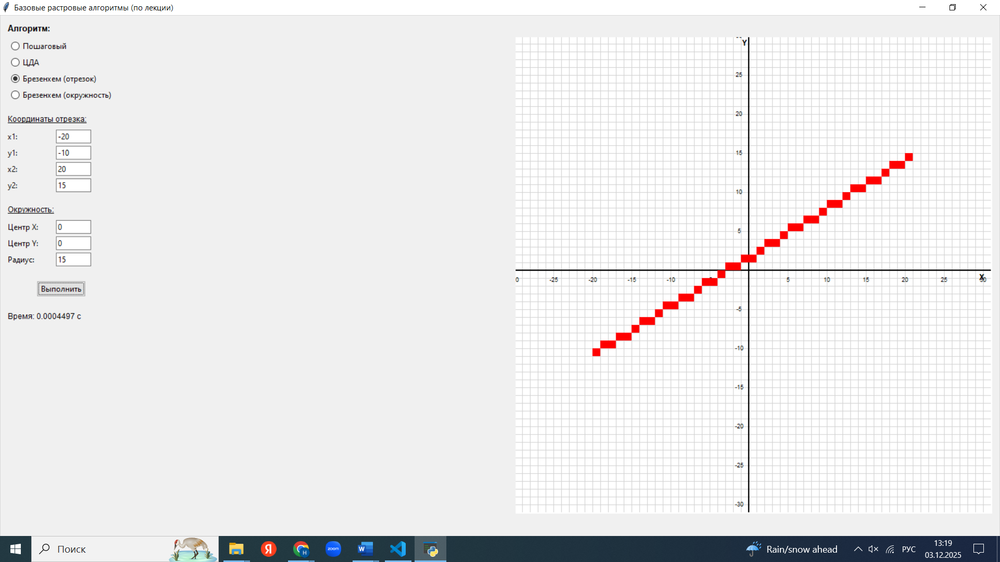 Базовые растровые алгоритмы (по лекции)
Алгоритм:
Пошаговый
ЦДА
Брезенхем (отрезок)
Брезенхем (окружность)
Координаты отрезка:
x1: -20
y1: -10
x2: 20
y2: 15
Окружность:
Центр X: 0
Центр Y: 0
Радиус: 15
Выполнить
Время: 0.0004497 с
Y
25
20
15
10
5
X
0 -25 -20 -15 -10 5 10 15 20 25 30
-5
-10
-15
-20
-25
-30
Поиск
Я
H
zoom
W
Rain/snow ahead
РУС
13:19
03.12.2025